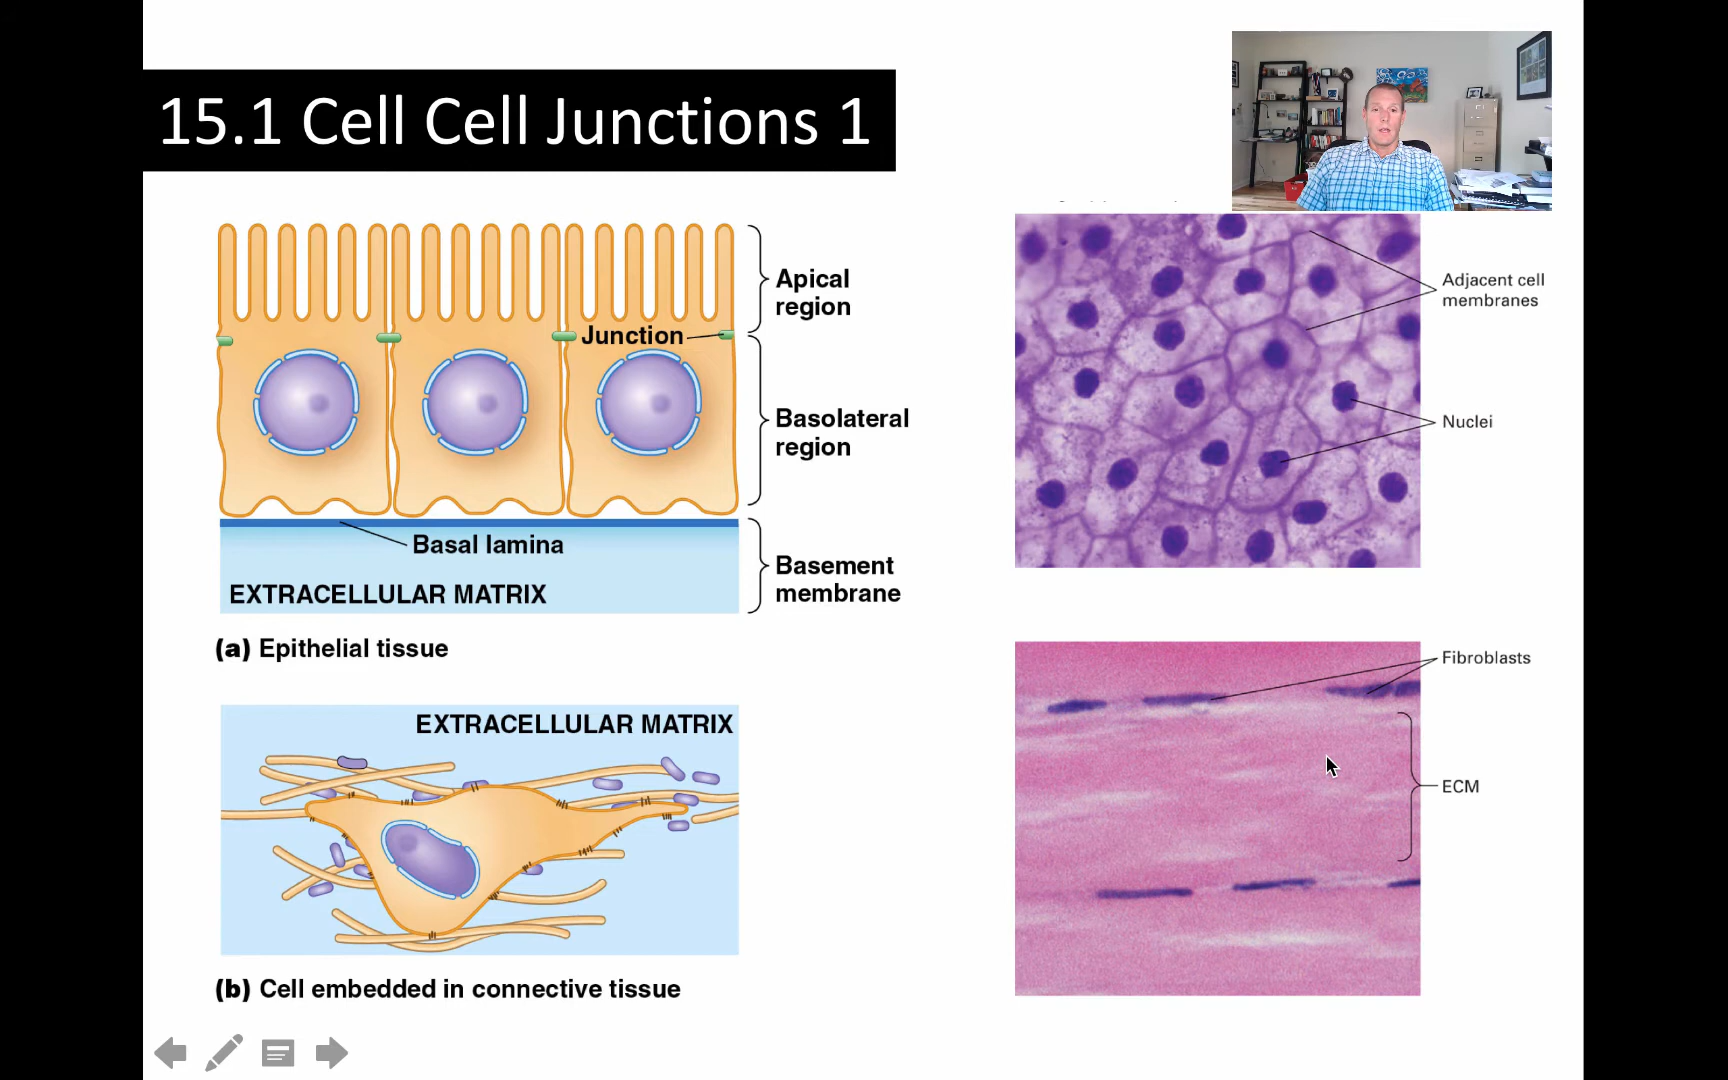 15.1 Cell Cell Junctions 1
Apical
region
Junction
Basolateral
region
Basal lamina
EXTRACELLULAR MATRIX
Basement
membrane
(a) Epithelial tissue
EXTRACELLULAR MATRIX
(b) Cell embedded in connective tissue
Adjacent cell
membranes
Nuclei
Fibroblasts
ECM